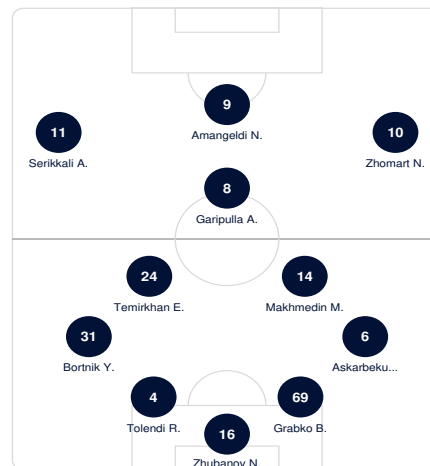 9
Amangeldi N.
11
Serikkali A.
10
Zhomart N.
8
Garipulla A.
24
Temirkhan E.
14
Makhmedin M.
31
Bortnik Y.
6
Askarbeku...
4
Tolendi R.
69
Grabko B.
16
Zhubanov N.